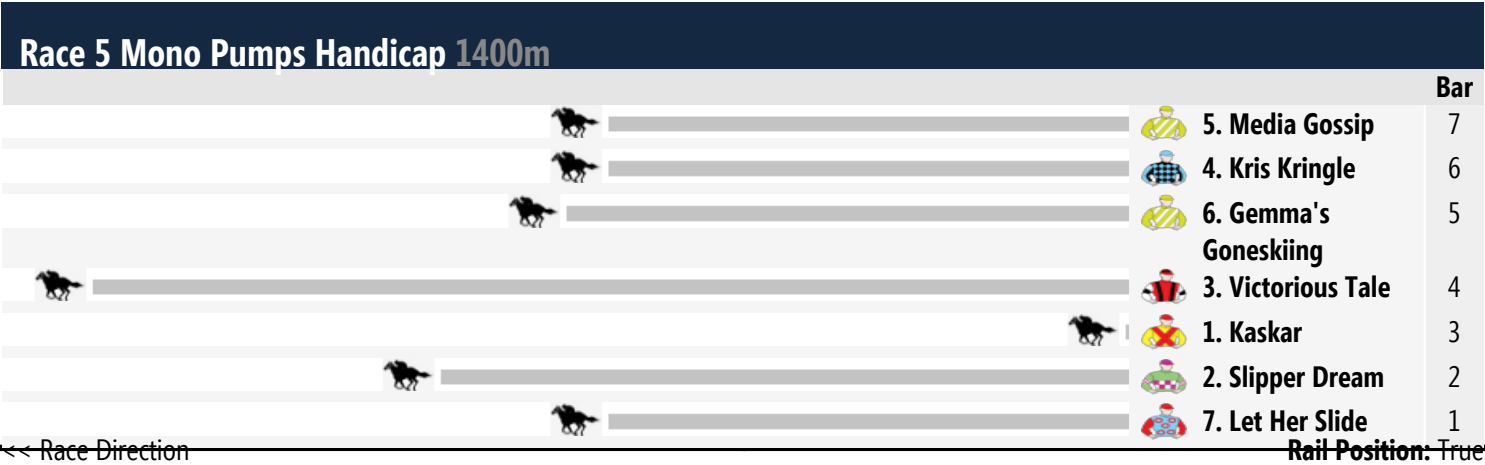 Race 5 Mono Pumps Handicap 1400m
Bar
5. Media Gossip 7
4. Kris Kringle 6
6. Gemma's 5
Goneskiing
3. Victorious Tale 4
1. Kaskar 3
2. Slipper Dream 2
7. Let Her Slide 1
<< Race Direction Rail Position: True